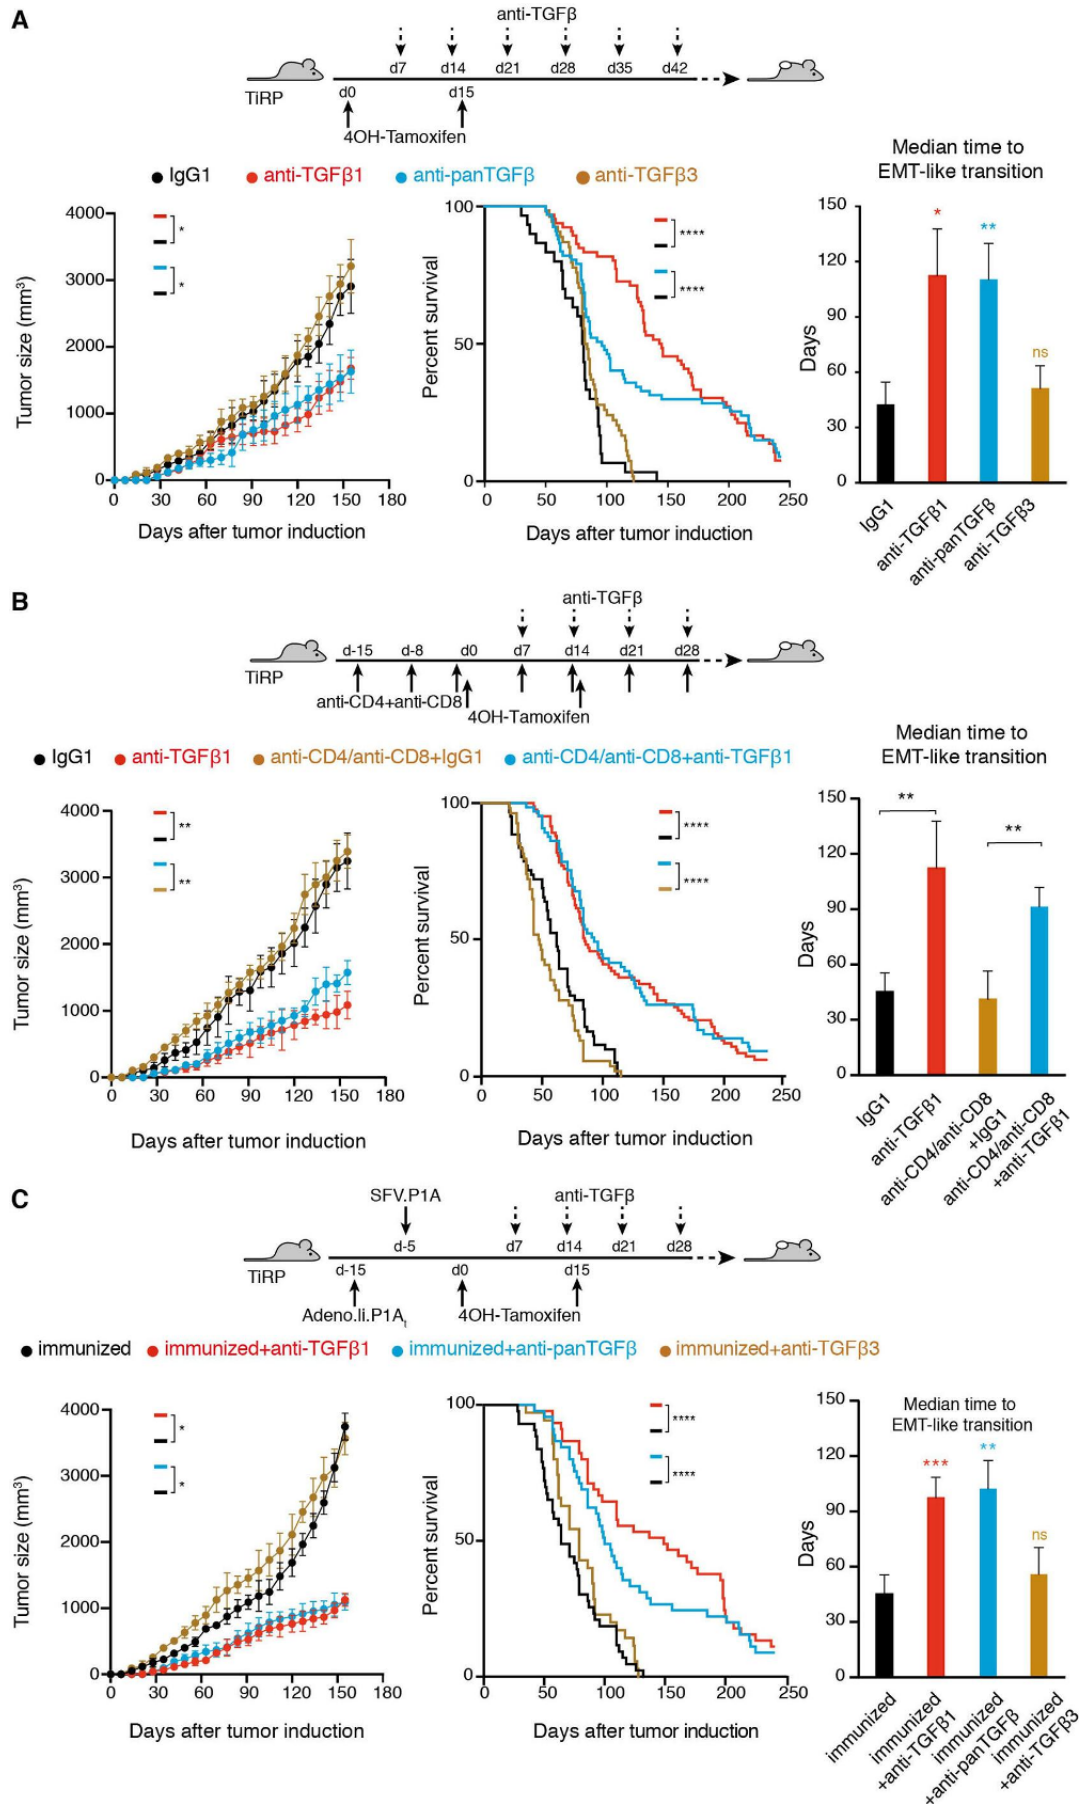 A
anti-TGFβ
d7 d14 d21 d28 d35 d42
TiRP
d0 d15
4OH-Tamoxifen
IgG1 anti-TGFβ1 anti-panTGFβ anti-TGFβ3
Median time to
EMT-like transition
4000
3000
2000
1000
0
Tumor size (mm³)
*
*
0 30 60 90 120 150 180
Days after tumor induction
100
50
0
Percent survival
****
****
0 50 100 150 200 250
Days after tumor induction
150
120
90
60
30
0
Days
*
**
ns
IgG1
anti-TGFβ1
anti-panTGFβ
anti-TGFβ3
B
anti-TGFβ
d-15 d-8 d0 d7 d14 d21 d28
TiRP
anti-CD4+anti-CD8
4OH-Tamoxifen
IgG1 anti-TGFβ1 anti-CD4/anti-CD8+IgG1 anti-CD4/anti-CD8+anti-TGFβ1
Median time to
EMT-like transition
4000
3000
2000
1000
0
Tumor size (mm³)
**
**
0 30 60 90 120 150 180
Days after tumor induction
100
50
0
Percent survival
****
****
0 50 100 150 200 250
Days after tumor induction
150
120
90
60
30
0
Days
**
**
IgG1
anti-TGFβ1
anti-CD4/anti-CD8
+IgG1
anti-CD4/anti-CD8
+anti-TGFβ1
C
SFV.P1A
anti-TGFβ
d-5 d7 d14 d21 d28
TiRP
d-15 d0 d15
Adeno.Ii.P1At
4OH-Tamoxifen
immunized immunized+anti-TGFβ1 immunized+anti-panTGFβ immunized+anti-TGFβ3
4000
3000
2000
1000
0
Tumor size (mm³)
*
*
0 30 60 90 120 150 180
Days after tumor induction
100
50
0
Percent survival
****
****
0 50 100 150 200 250
Days after tumor induction
Median time to
EMT-like transition
150
120
90
60
30
0
Days
***
**
ns
immunized
immunized
+anti-TGFβ1
immunized
+anti-panTGFβ
immunized
+anti-TGFβ3